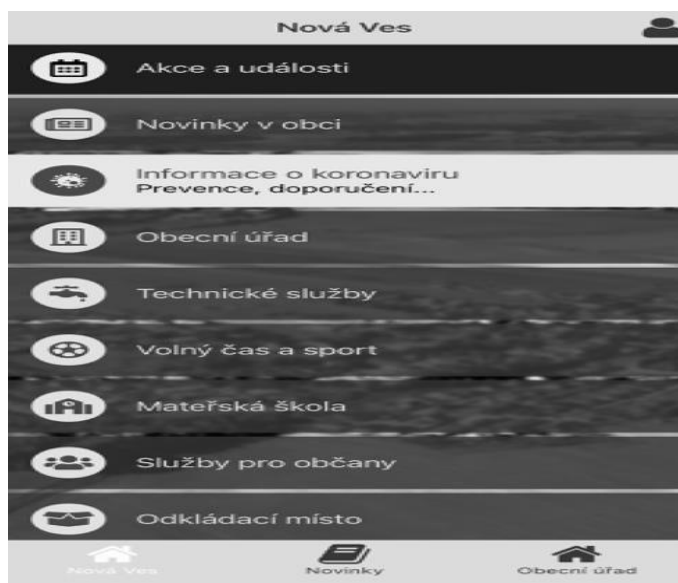 Nová Ves
Akce a události
Novinky v obci
Informace o koronaviru
Prevence, doporučení...
Obecní úřad
Technické služby
Volný čas a sport
Mateřská škola
Služby pro občany
Odkládací místo
Nová Ves
Novinky
Obecní úřad